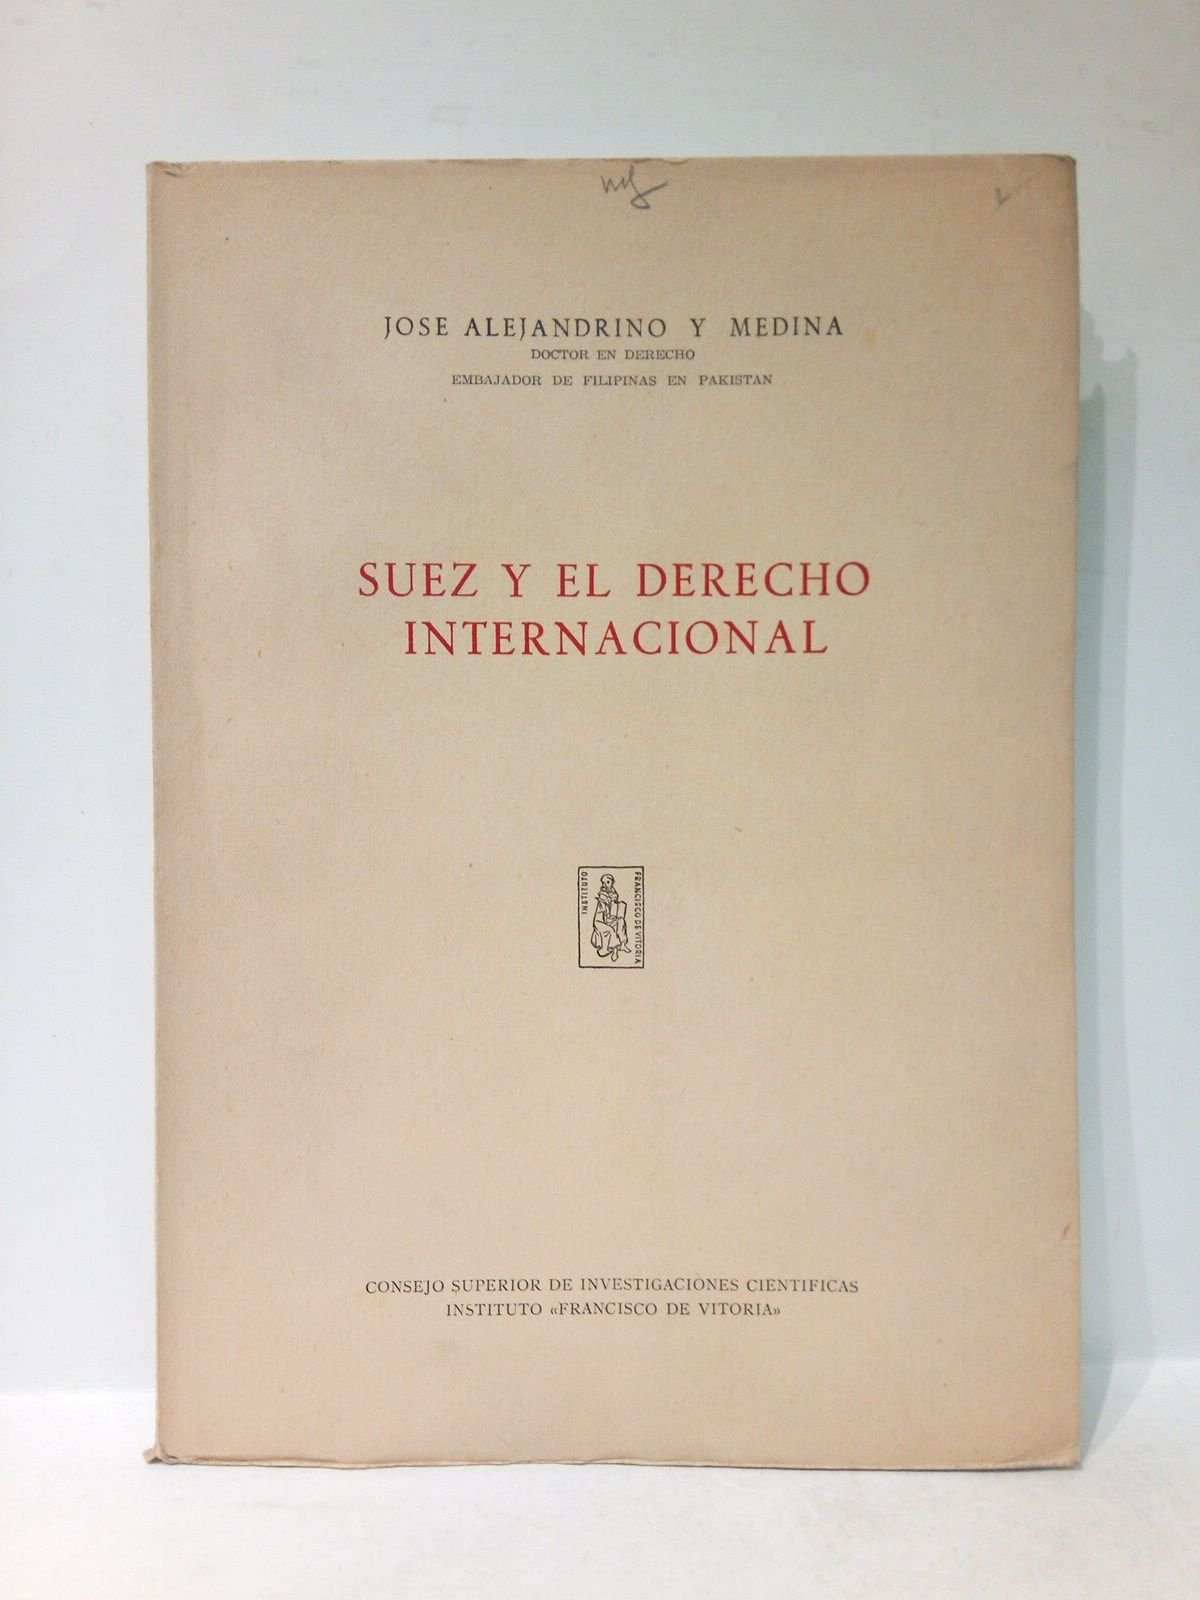 JOSE ALEJANDRINO Y MEDINA
DOCTOR EN DERECHO
EMBAJADOR DE FILIPINAS EN PAKISTAN
SUEZ Y EL DERECHO
INTERNACIONAL
INSTITUTO
FRANCISCO DE VITORIA
CONSEJO SUPERIOR DE INVESTIGACIONES CIENTIFICAS
INSTITUTO «FRANCISCO DE VITORIA»